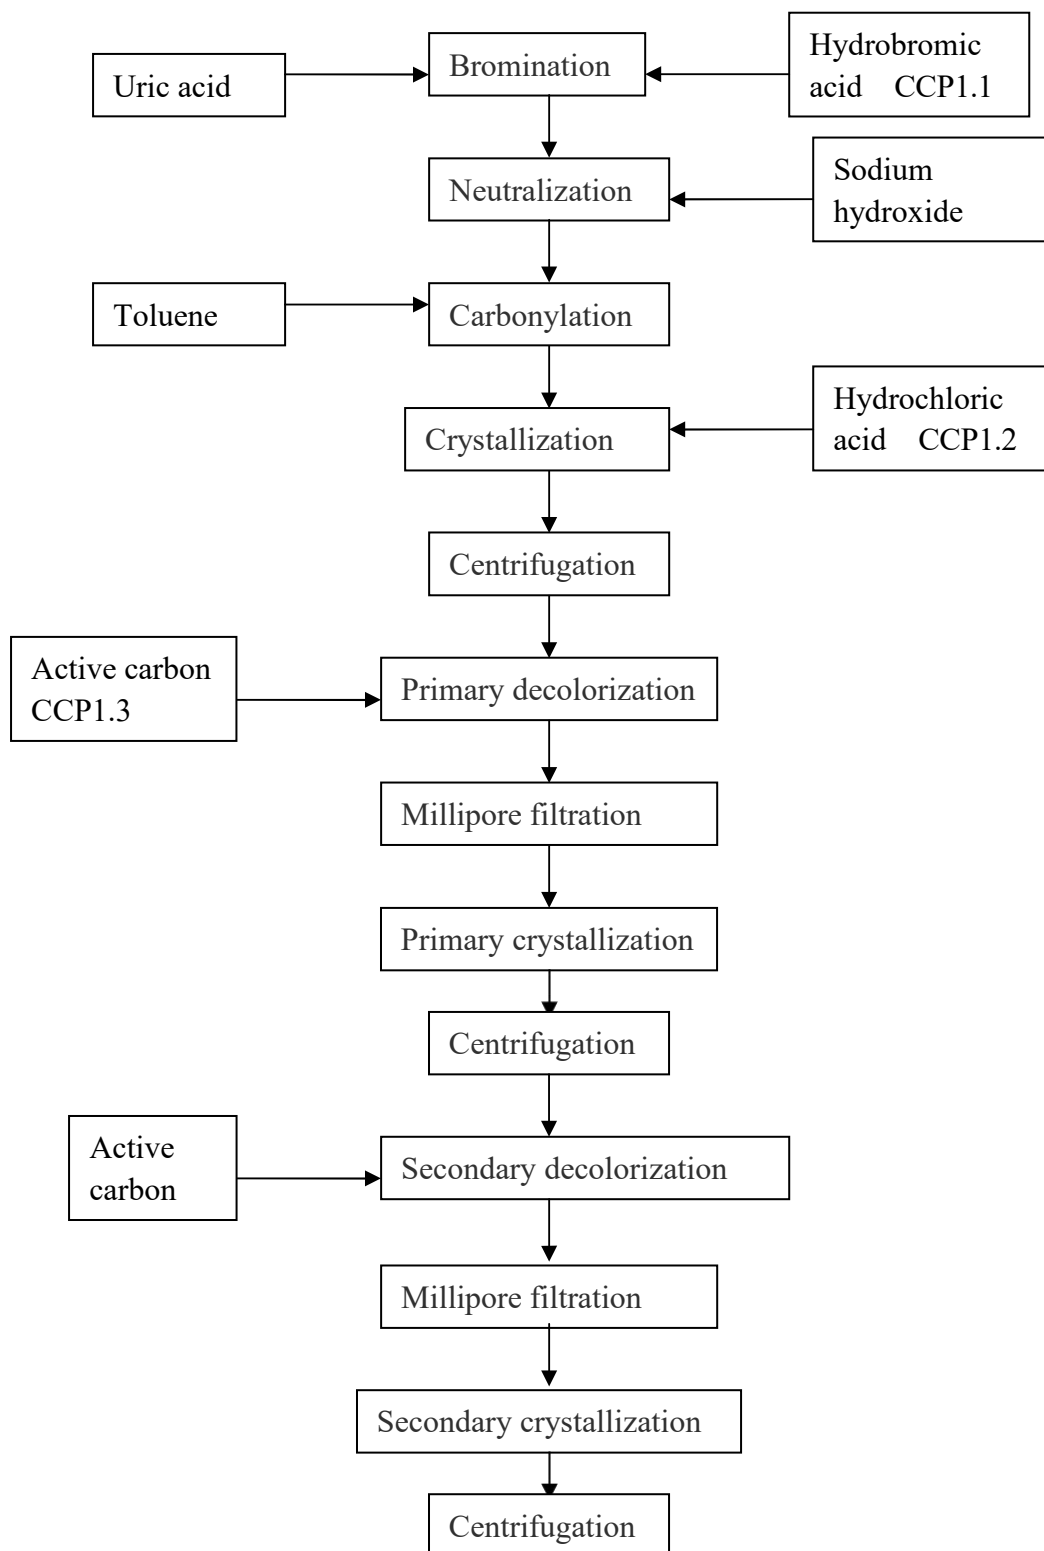 Uric acid
Bromination
Hydrobromic
acid CCP1.1
Neutralization
Sodium
hydroxide
Toluene
Carbonylation
Crystallization
Hydrochloric
acid CCP1.2
Centrifugation
Active carbon
CCP1.3
Primary decolorization
Millipore filtration
Primary crystallization
Centrifugation
Active
carbon
Secondary decolorization
Millipore filtration
Secondary crystallization
Centrifugation